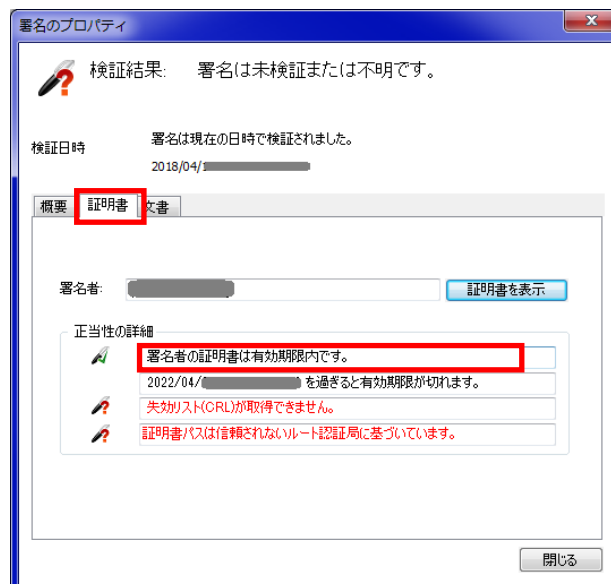 署名のプロパティ
検証結果: 署名は未検証または不明です。
検証日時 署名は現在の日時で検証されました。
2018/04/
概要 証明書 文書
署名者: 証明書を表示
正当性の詳細
署名者の証明書は有効期限内です。
2022/04/ を過ぎると有効期限が切れます。
失効リスト(CRL)が取得できません。
証明書パスは信頼されないルート認証局に基づいています。
閉じる